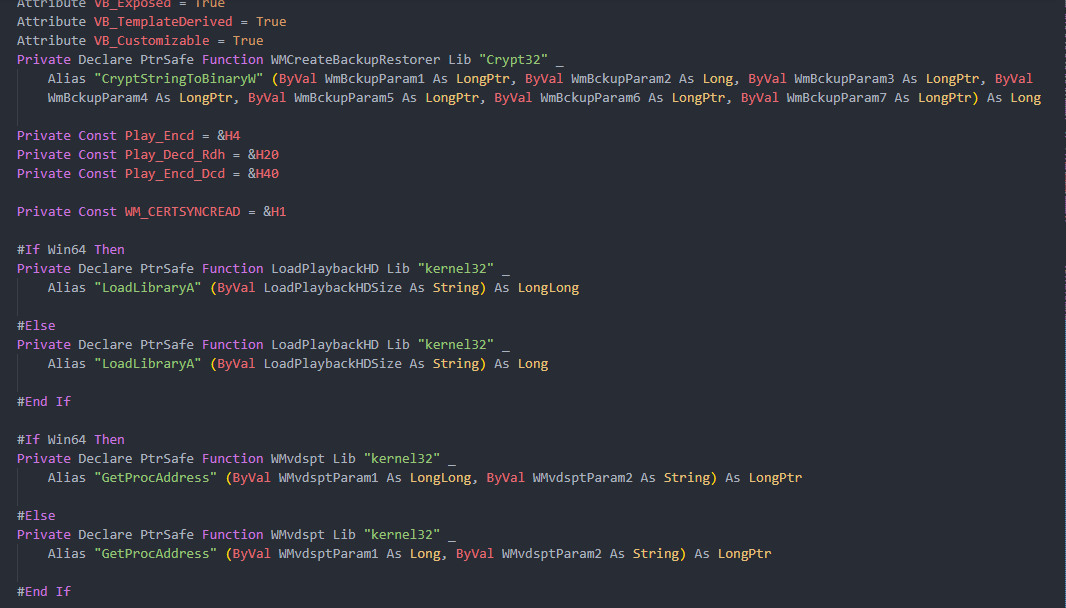 Attribute VB_Exposed = True
Attribute VB_TemplateDerived = True
Attribute VB_Customizable = True
Private Declare PtrSafe Function WMCreateBackupRestorer Lib "Crypt32" _
Alias "CryptStringToBinaryW" (ByVal WmBckupParam1 As LongPtr, ByVal WmBckupParam2 As Long, ByVal WmBckupParam3 As LongPtr, ByVal
WmBckupParam4 As LongPtr, ByVal WmBckupParam5 As LongPtr, ByVal WmBckupParam6 As LongPtr, ByVal WmBckupParam7 As LongPtr) As Long
Private Const Play_Encd = &H4
Private Const Play_Decd_Rdh = &H20
Private Const Play_Encd_Dcd = &H40
Private Const WM_CERTSYNCREAD = &H1
#If Win64 Then
Private Declare PtrSafe Function LoadPlaybackHD Lib "kernel32" _
Alias "LoadLibraryA" (ByVal LoadPlaybackHDSize As String) As LongLong
#Else
Private Declare PtrSafe Function LoadPlaybackHD Lib "kernel32" _
Alias "LoadLibraryA" (ByVal LoadPlaybackHDSize As String) As Long
#End If
#If Win64 Then
Private Declare PtrSafe Function WMvdspt Lib "kernel32" _
Alias "GetProcAddress" (ByVal WMvdsptParam1 As LongLong, ByVal WMvdsptParam2 As String) As LongPtr
#Else
Private Declare PtrSafe Function WMvdspt Lib "kernel32" _
Alias "GetProcAddress" (ByVal WMvdsptParam1 As Long, ByVal WMvdsptParam2 As String) As LongPtr
#End If